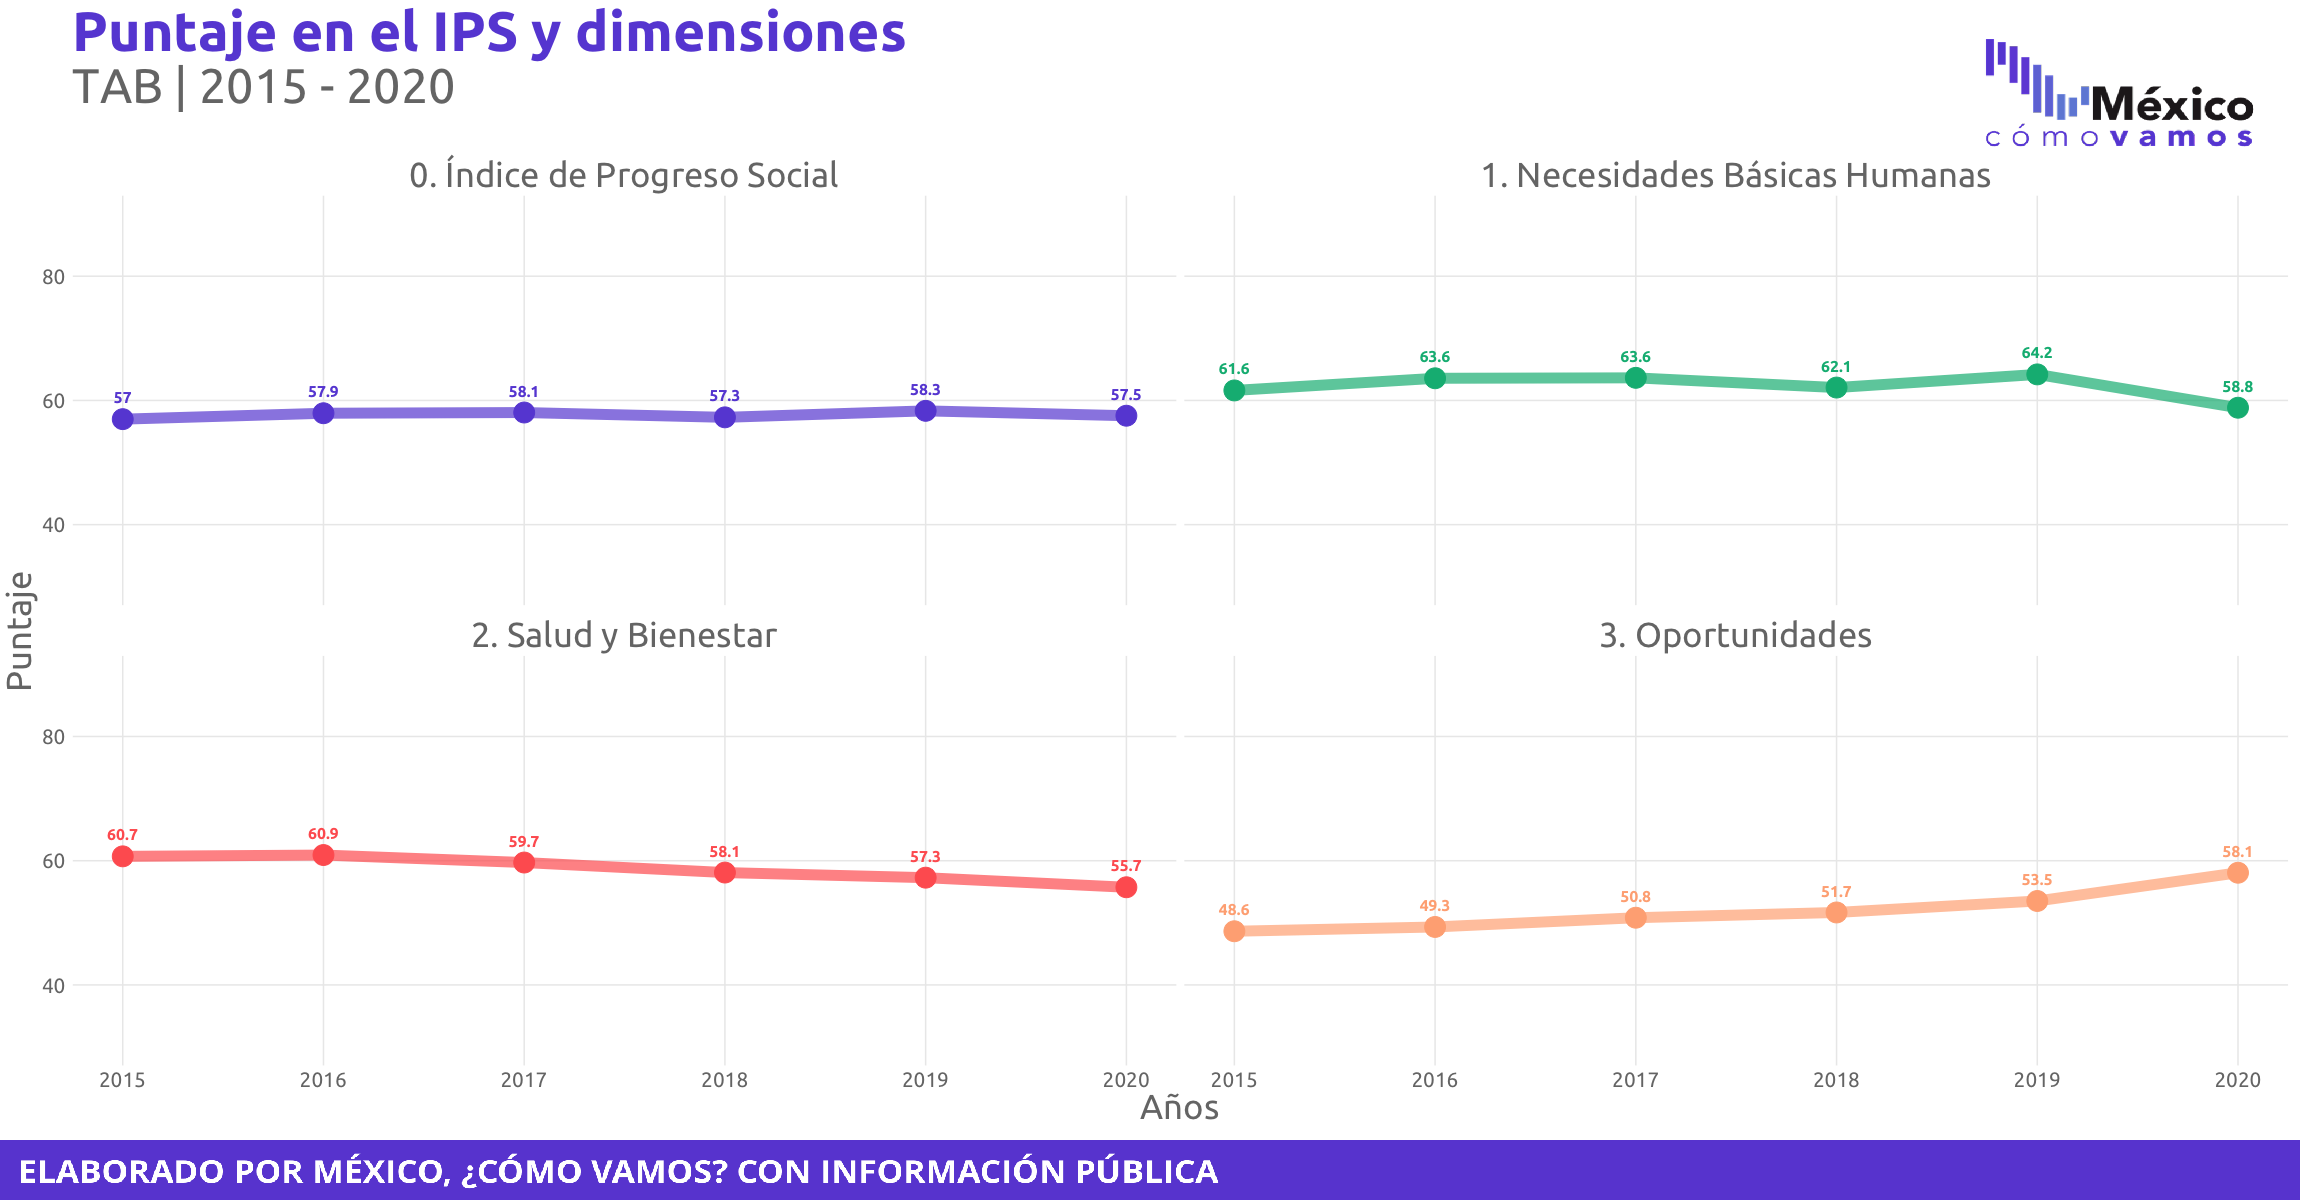 Puntaje en el IPS y dimensiones
TAB | 2015 - 2020
México
cómovamos
0. Índice de Progreso Social
1. Necesidades Básicas Humanas
80
60
40
57
57.9
58.1
57.3
58.3
57.5
61.6
63.6
63.6
62.1
64.2
58.8
Puntaje
2. Salud y Bienestar
3. Oportunidades
80
60
40
60.7
60.9
59.7
58.1
57.3
55.7
48.6
49.3
50.8
51.7
53.5
58.1
2015 2016 2017 2018 2019 2020 2015 2016 2017 2018 2019 2020
Años
ELABORADO POR MÉXICO, ¿CÓMO VAMOS? CON INFORMACIÓN PÚBLICA